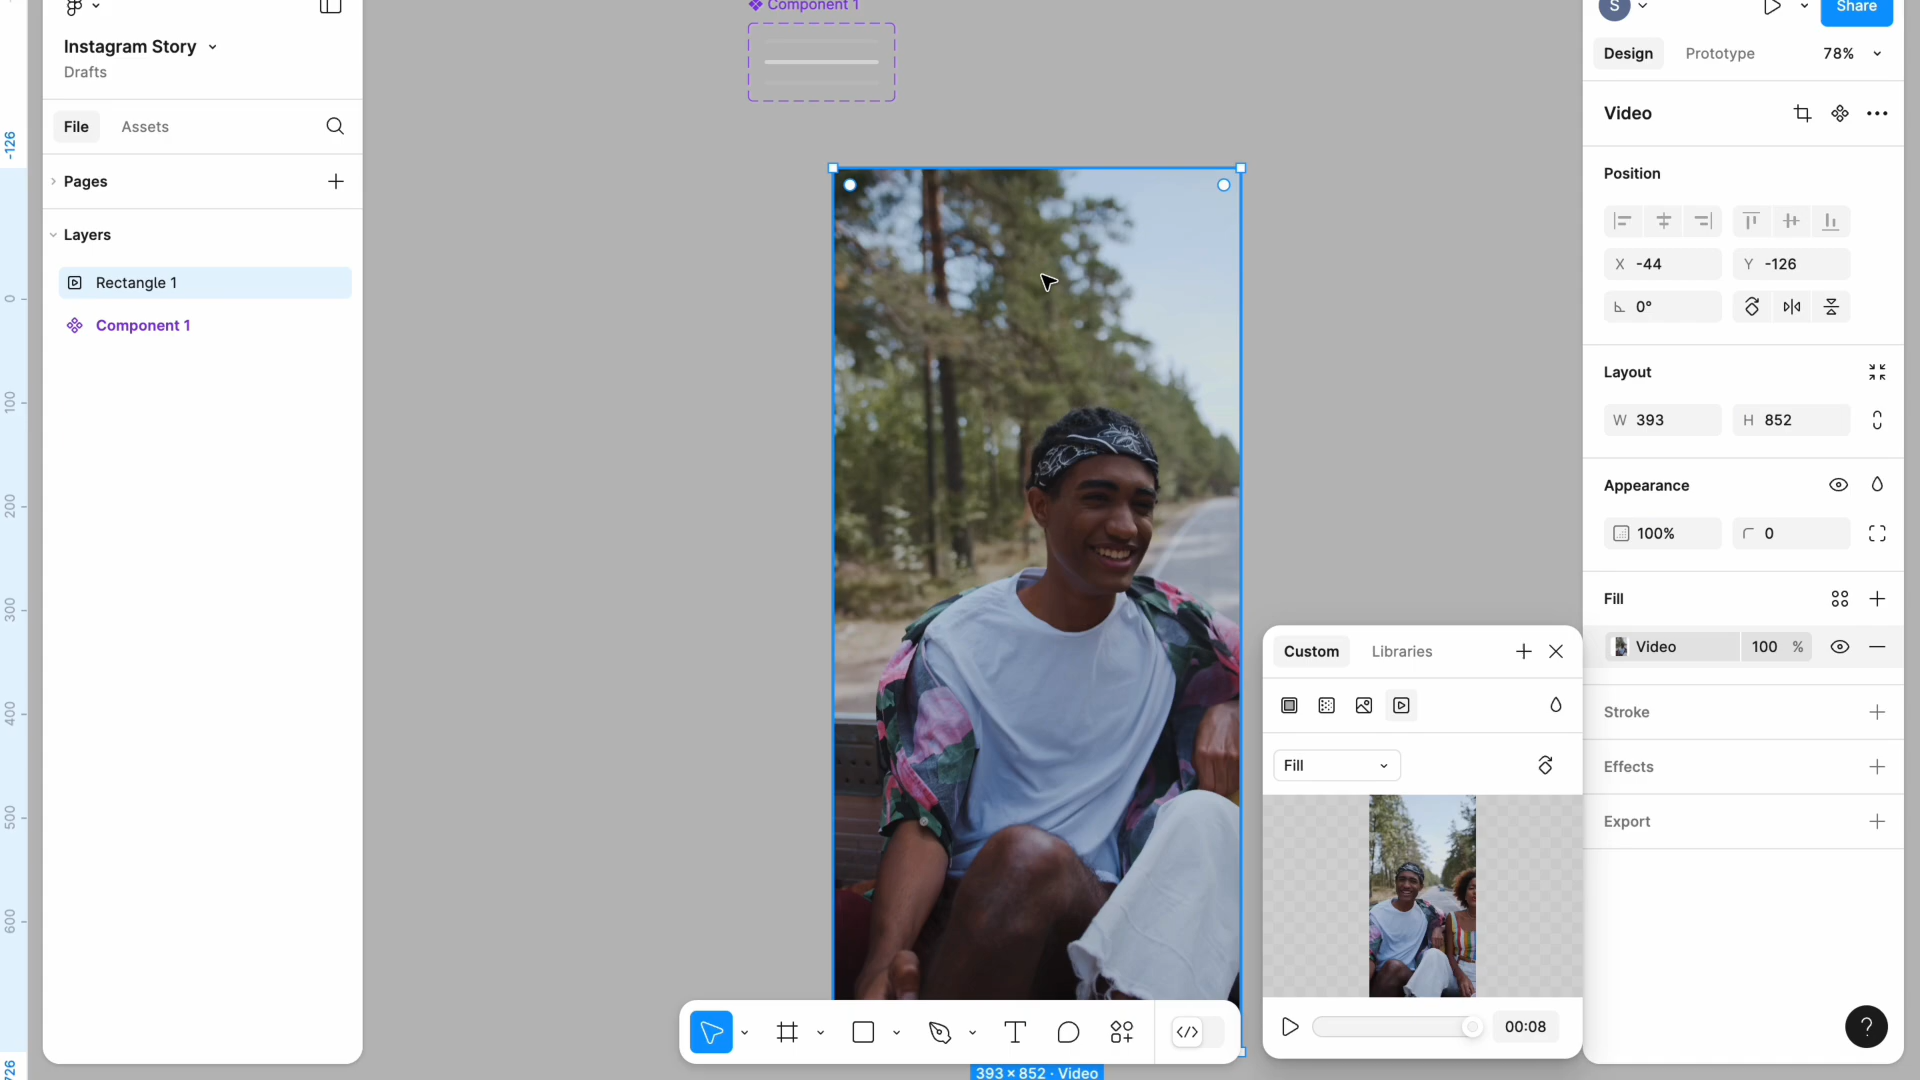 Component 1
S
Share
Instagram Story
Drafts
Design
Prototype
78%
File
Assets
Video
Pages
Position
Layers
Rectangle 1
X -44
Y -126
Component 1
0°
Layout
W 393
H 852
Appearance
100%
0
Fill
Video
100 %
Custom
Libraries
Stroke
Fill
Effects
Export
00:08
?
393 × 852 · Video
-126
0
100
200
300
400
500
600
726